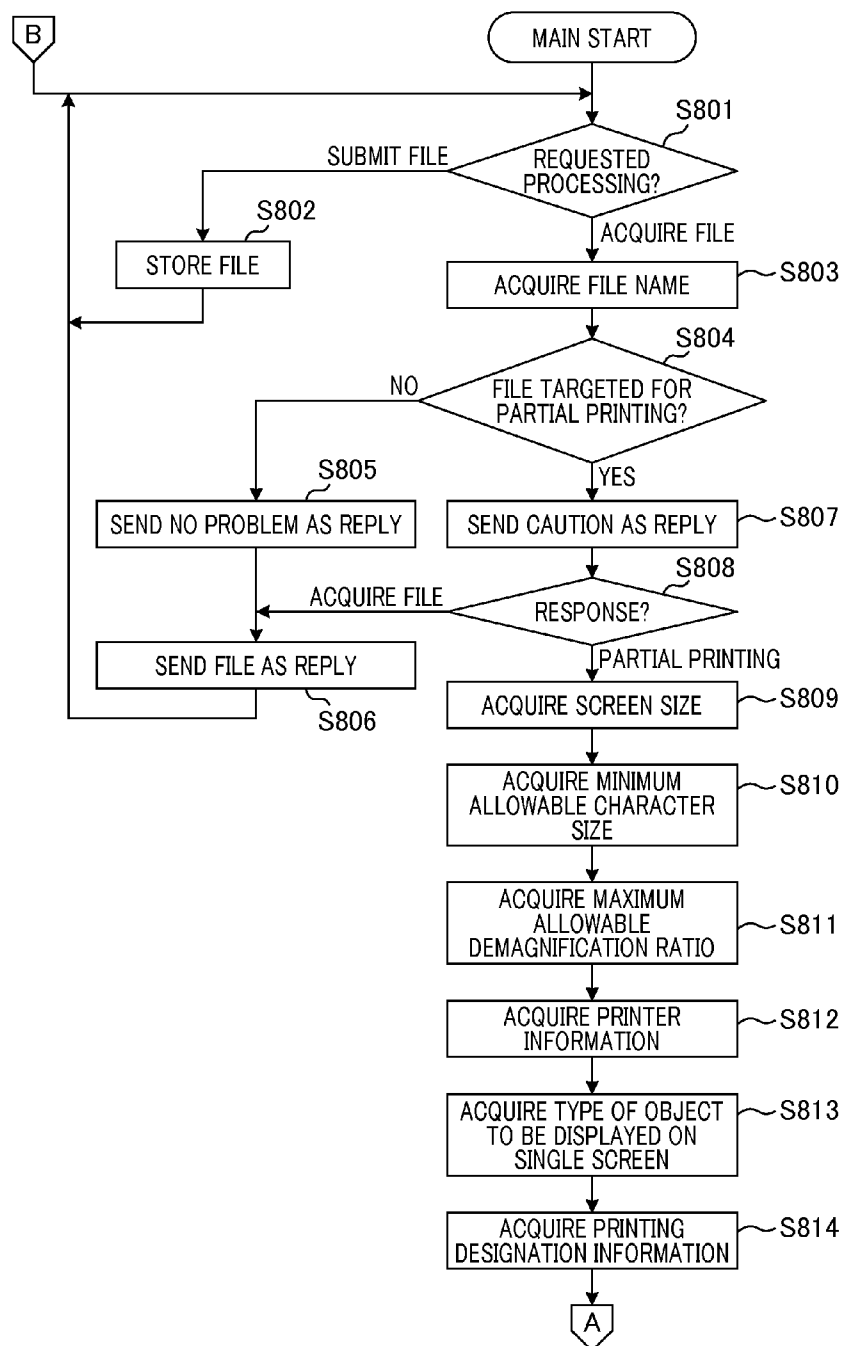 B
MAIN START
S801
SUBMIT FILE
REQUESTED
PROCESSING?
S802
ACQUIRE FILE
STORE FILE
ACQUIRE FILE NAME
S803
S804
NO
FILE TARGETED FOR
PARTIAL PRINTING?
S805
YES
SEND NO PROBLEM AS REPLY
SEND CAUTION AS REPLY
S807
S808
ACQUIRE FILE
RESPONSE?
SEND FILE AS REPLY
PARTIAL PRINTING
S806
ACQUIRE SCREEN SIZE
S809
ACQUIRE MINIMUM
ALLOWABLE CHARACTER
SIZE
S810
ACQUIRE MAXIMUM
ALLOWABLE
DEMAGNIFICATION RATIO
S811
ACQUIRE PRINTER
INFORMATION
S812
ACQUIRE TYPE OF OBJECT
TO BE DISPLAYED ON
SINGLE SCREEN
S813
ACQUIRE PRINTING
DESIGNATION INFORMATION
S814
A